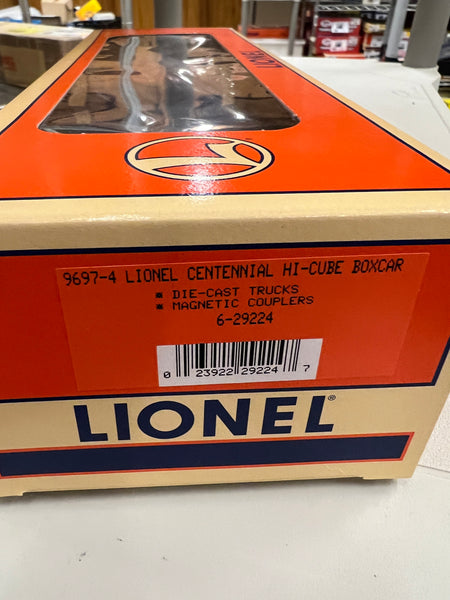 LIONEL
L
9697-4 LIONEL CENTENNIAL HI-CUBE BOXCAR
■ DIE-CAST TRUCKS
■ MAGNETIC COUPLERS
6-29224
0 23922 29224 7
LIONEL®